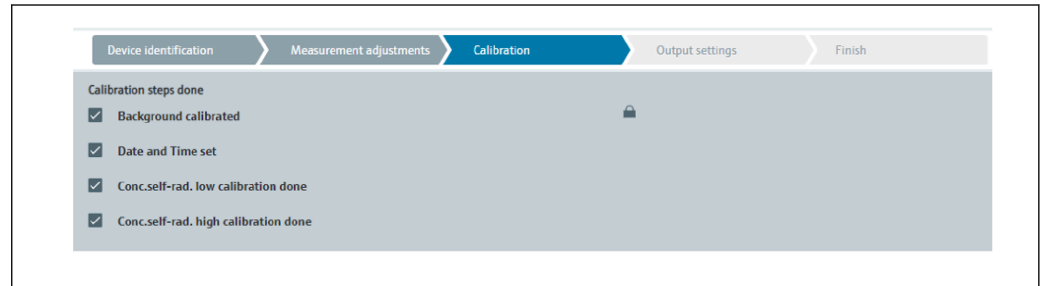 Device identification
Measurement adjustments
Calibration
Output settings
Finish
Calibration steps done
Background calibrated
Date and Time set
Conc.self-rad. low calibration done
Conc.self-rad. high calibration done